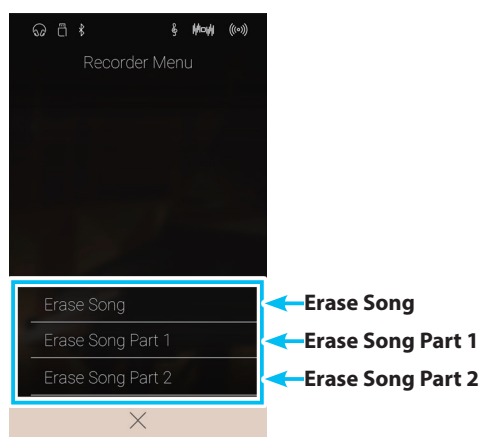 Recorder Menu
Erase Song
Erase Song
Erase Song Part 1
Erase Song Part 1
Erase Song Part 2
Erase Song Part 2